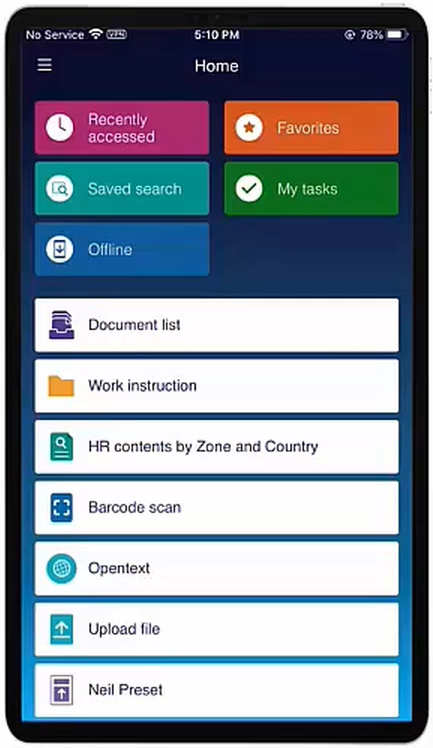 No Service VPN 5:10 PM 78%
Home
Recently
accessed
Favorites
Saved search
My tasks
Offline
Document list
Work instruction
HR contents by Zone and Country
Barcode scan
Opentext
Upload file
Neil Preset